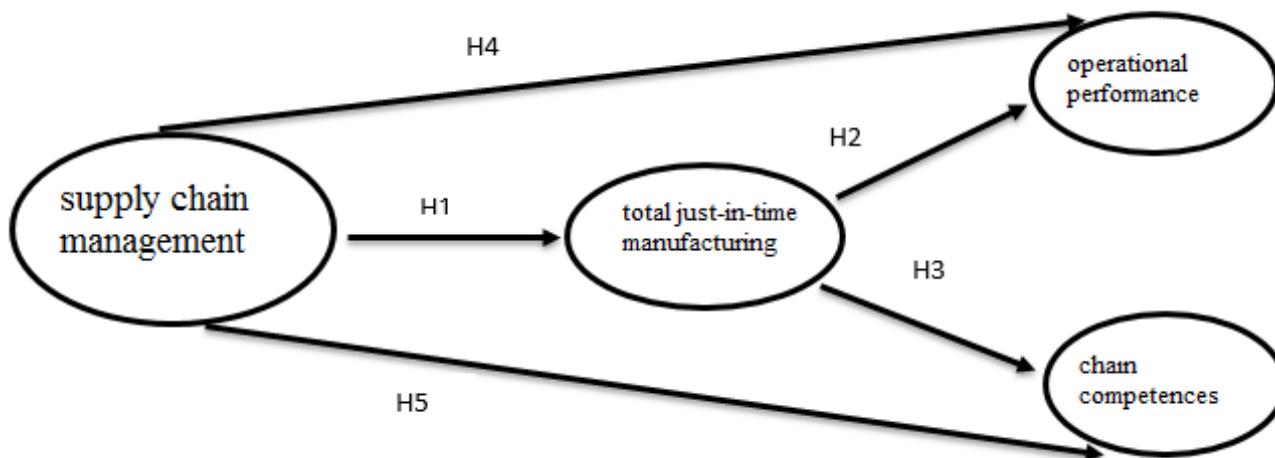 H4
operational
performance
H2
supply chain
management
H1
total just-in-time
manufacturing
H3
chain
competences
H5